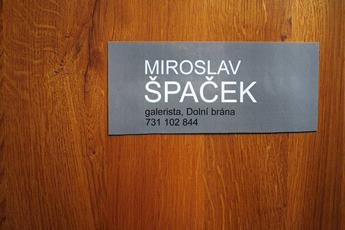 MIROSLAV
ŠPAČEK
galerista, Dolní brána
731 102 844